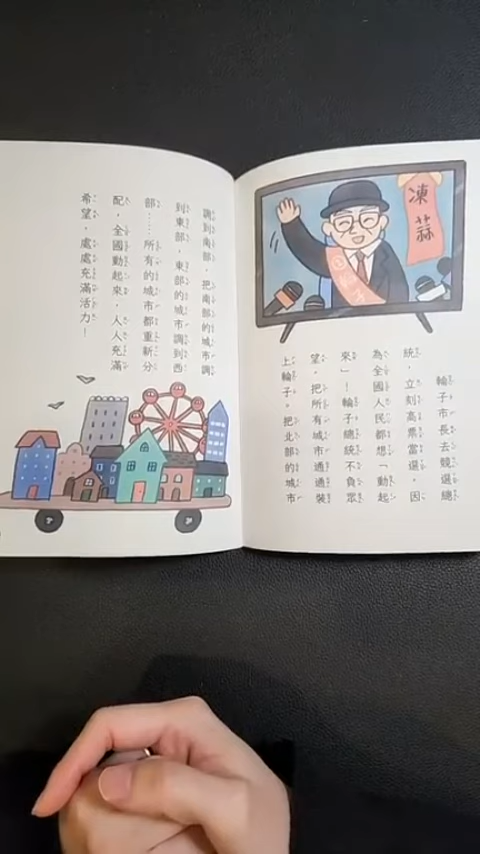 凍蒜
輪子市長去競選總
統，立刻高票當選，因
為全國人民都想「動起
來」！輪子總統不負眾
望，把所有城市通通裝
上輪子。把北部的城市
調到南部，把南部的城市調
到東部，東部的城市調到西
部……所有的城市都重新分
配，全國動起來，人人充滿
希望，處處充滿活力！